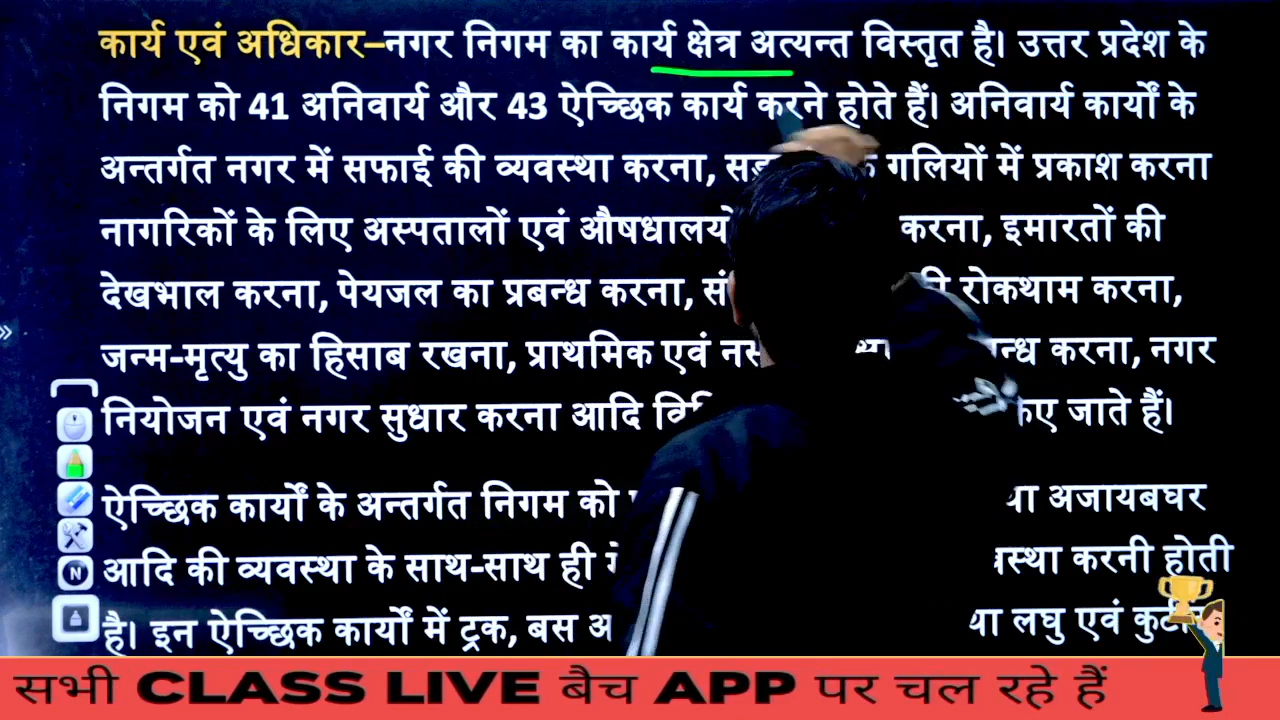 कार्य एवं अधिकार–नगर निगम का कार्य क्षेत्र अत्यन्त विस्तृत है। उत्तर प्रदेश के
निगम को 41 अनिवार्य और 43 ऐच्छिक कार्य करने होते हैं। अनिवार्य कार्यों के
अन्तर्गत नगर में सफाई की व्यवस्था करना, गलियों में प्रकाश करना
नागरिकों के लिए अस्पतालों एवं करना, इमारतों की
देखभाल करना, पेयजल का प्रबन्ध करना, रोकथाम करना,
जन्म-मृत्यु का हिसाब रखना, प्राथमिक एवं करना, नगर
नियोजन एवं नगर सुधार करना आदि जाते हैं।
ऐच्छिक कार्यों के अन्तर्गत निगम को अजायबघर
आदि की व्यवस्था के साथ-साथ ही करनी होती
है। इन ऐच्छिक कार्यों में ट्रक, बस लघु एवं
N
सभी CLASS LIVE बैच APP पर चल रहे हैं